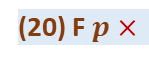 (20) F p ×